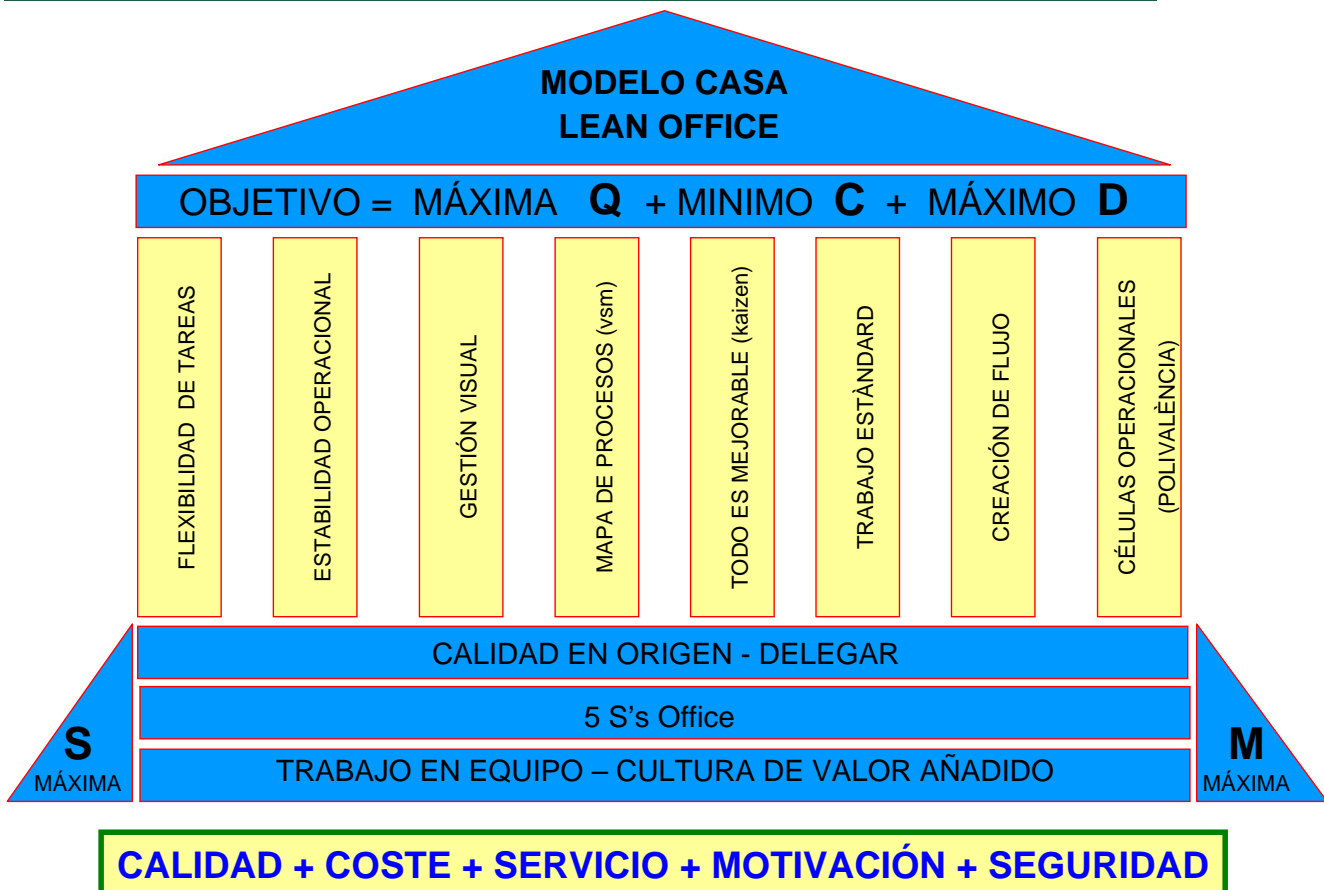 MODELO CASA
LEAN OFFICE
OBJETIVO = MÁXIMA Q + MINIMO C + MÁXIMO D
FLEXIBILIDAD DE TAREAS
ESTABILIDAD OPERACIONAL
GESTIÓN VISUAL
MAPA DE PROCESOS (vsm)
TODO ES MEJORABLE (kaizen)
TRABAJO ESTÀNDARD
CREACIÓN DE FLUJO
CÉLULAS OPERACIONALES
(POLIVALÈNCIA)
CALIDAD EN ORIGEN - DELEGAR
5 S’s Office
TRABAJO EN EQUIPO – CULTURA DE VALOR AÑADIDO
S
MÁXIMA
M
MÁXIMA
CALIDAD + COSTE + SERVICIO + MOTIVACIÓN + SEGURIDAD